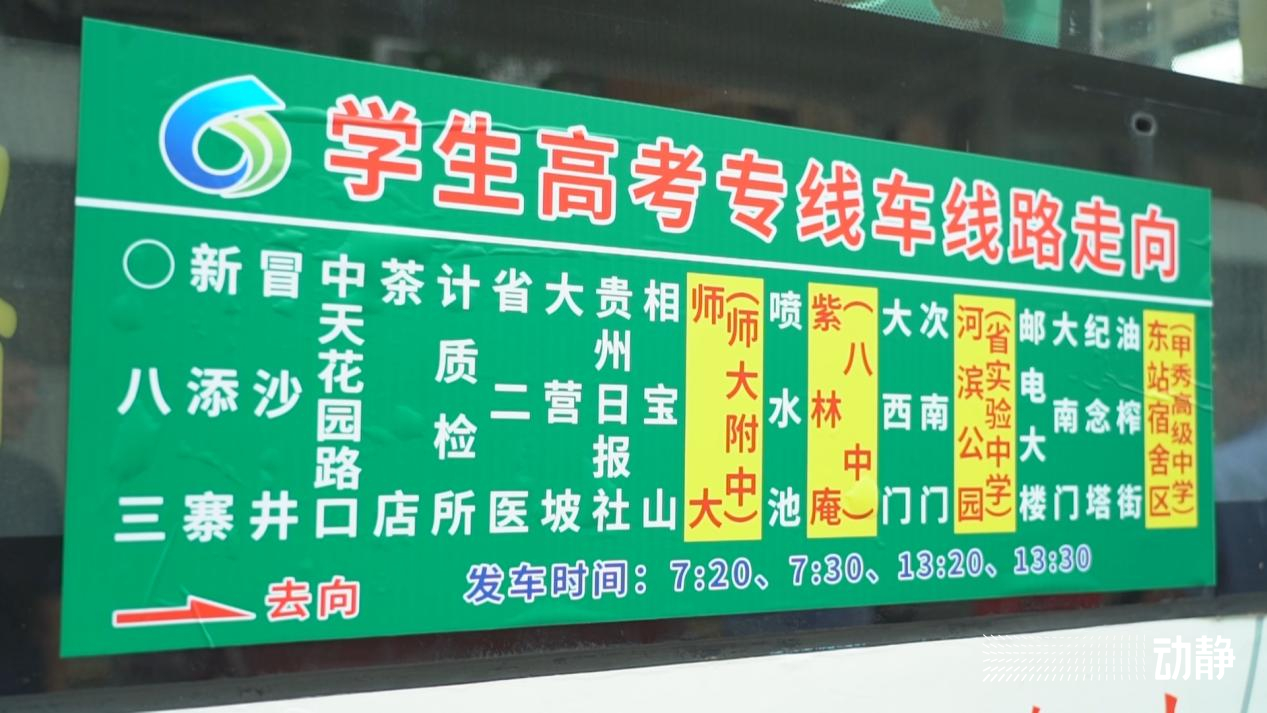 学生高考专线车线路走向
〇八三
新添寨
冒沙井
中天花园路口
茶店
计质检所
省二医
大营坡
贵州日报社
相宝山
师大
(师大附中)
喷水池
紫林庵
(八中)
大西门
次南门
河滨公园
(省实验中学)
邮电大楼
大南门
纪念塔
油榨街
东站宿舍区
(甲秀高级中学)
去向
发车时间：7:20、7:30、13:20、13:30
动静